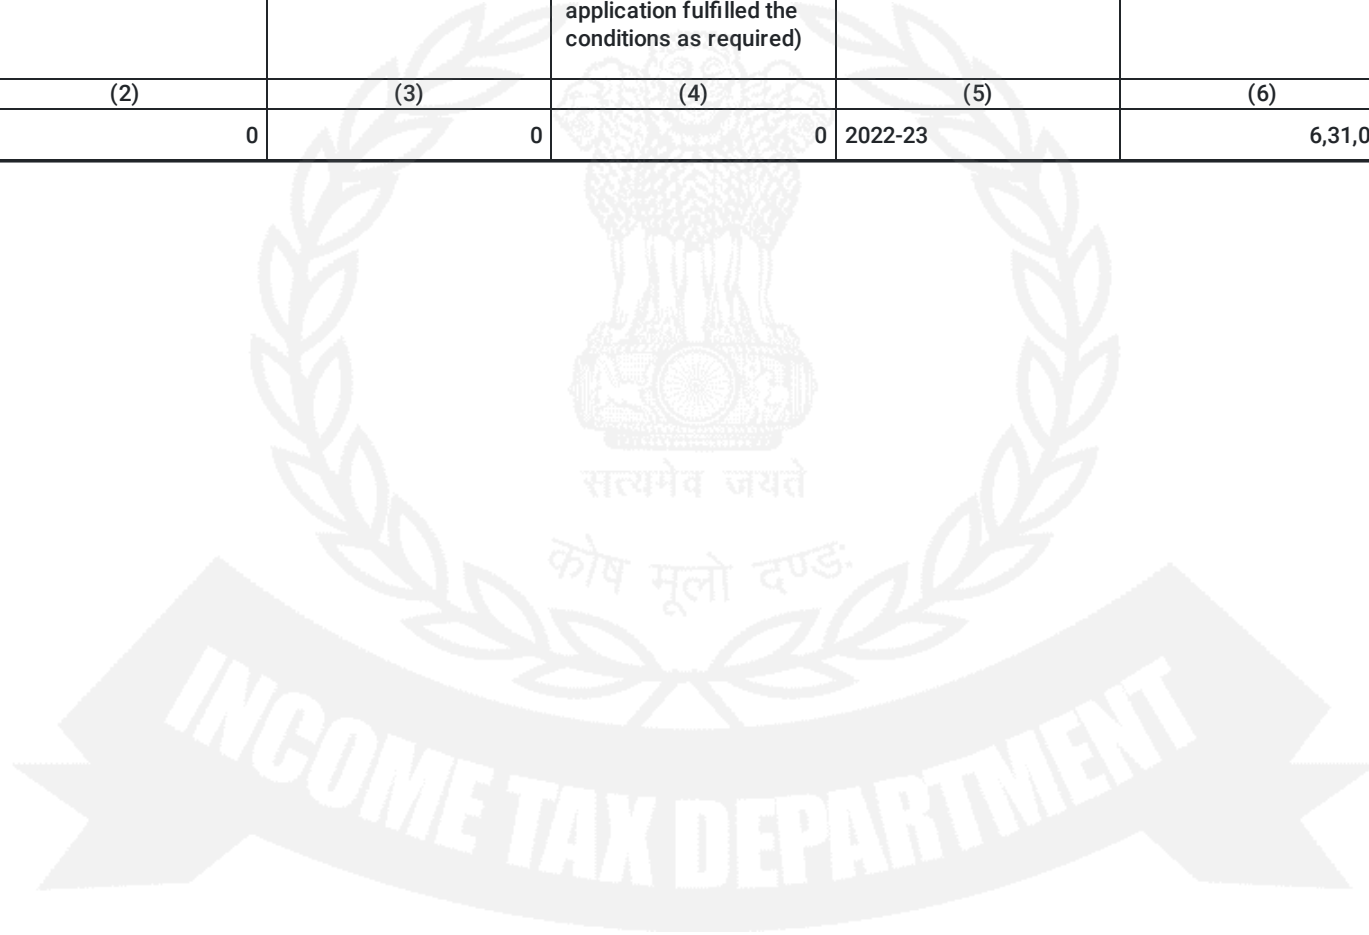 application fulfilled the
conditions as required)
(2) (3) (4) (5) (6)
0 0 0 2022-23 6,31,0
सत्यमेव जयते
कोष मूलो दण्डः
INCOME TAX DEPARTMENT